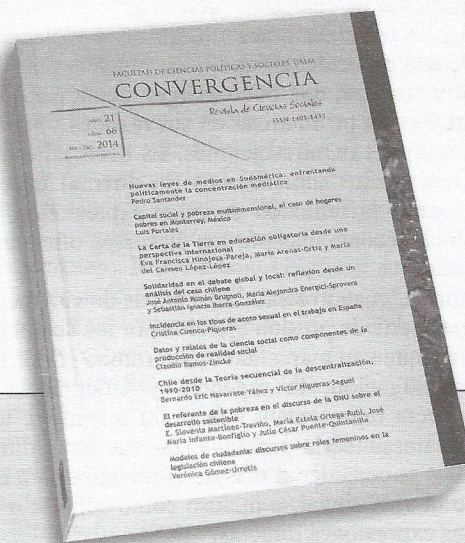 FACULTAD DE CIENCIAS POLÍTICAS Y SOCIALES, UAEM
CONVERGENCIA
Revista de Ciencias Sociales
ISSN 1405-1435
AÑO 21
NÚM. 66
SEP - DIC 2014
Nuevas leyes de medios en Sudamérica: enfrentando
políticamente la concentración mediática
Pedro Santander
Capital social y pobreza multidimensional, el caso de hogares
pobres en Monterrey, México
Luis Portales
La Carta de la Tierra en educación obligatoria desde una
perspectiva internacional
Eva Francisca Hinojosa-Pareja, María Arenas-Ortiz y María
del Carmen López-López
Solidaridad en el debate global y local: reflexión desde un
análisis del caso chileno
José Antonio Román Brugnoli, María Alejandra Energici-Sprovera
y Sebastián Ignacio Ibarra-González
Incidencia en los tipos de acoso sexual en el trabajo en España
Cristina Cuenca-Piqueras
Datos y relatos de la ciencia social como componentes de la
producción de realidad social
Claudio Ramos-Zincke
Chile desde la Teoría secuencial de la descentralización,
1990-2010
Bernardo Eric Navarrete-Yáñez y Víctor Higueras-Seguel
El referente de la pobreza en el discurso de la ONU sobre el
desarrollo sostenible
E. Slovenia Martínez-Treviño, María Estela Ortega-Rubí, José
María Infante-Bonfiglio y Julio César Puente-Quintanilla
Modelos de ciudadanía: discursos sobre roles femeninos en la
legislación chilena
Verónica Gómez-Urrutia